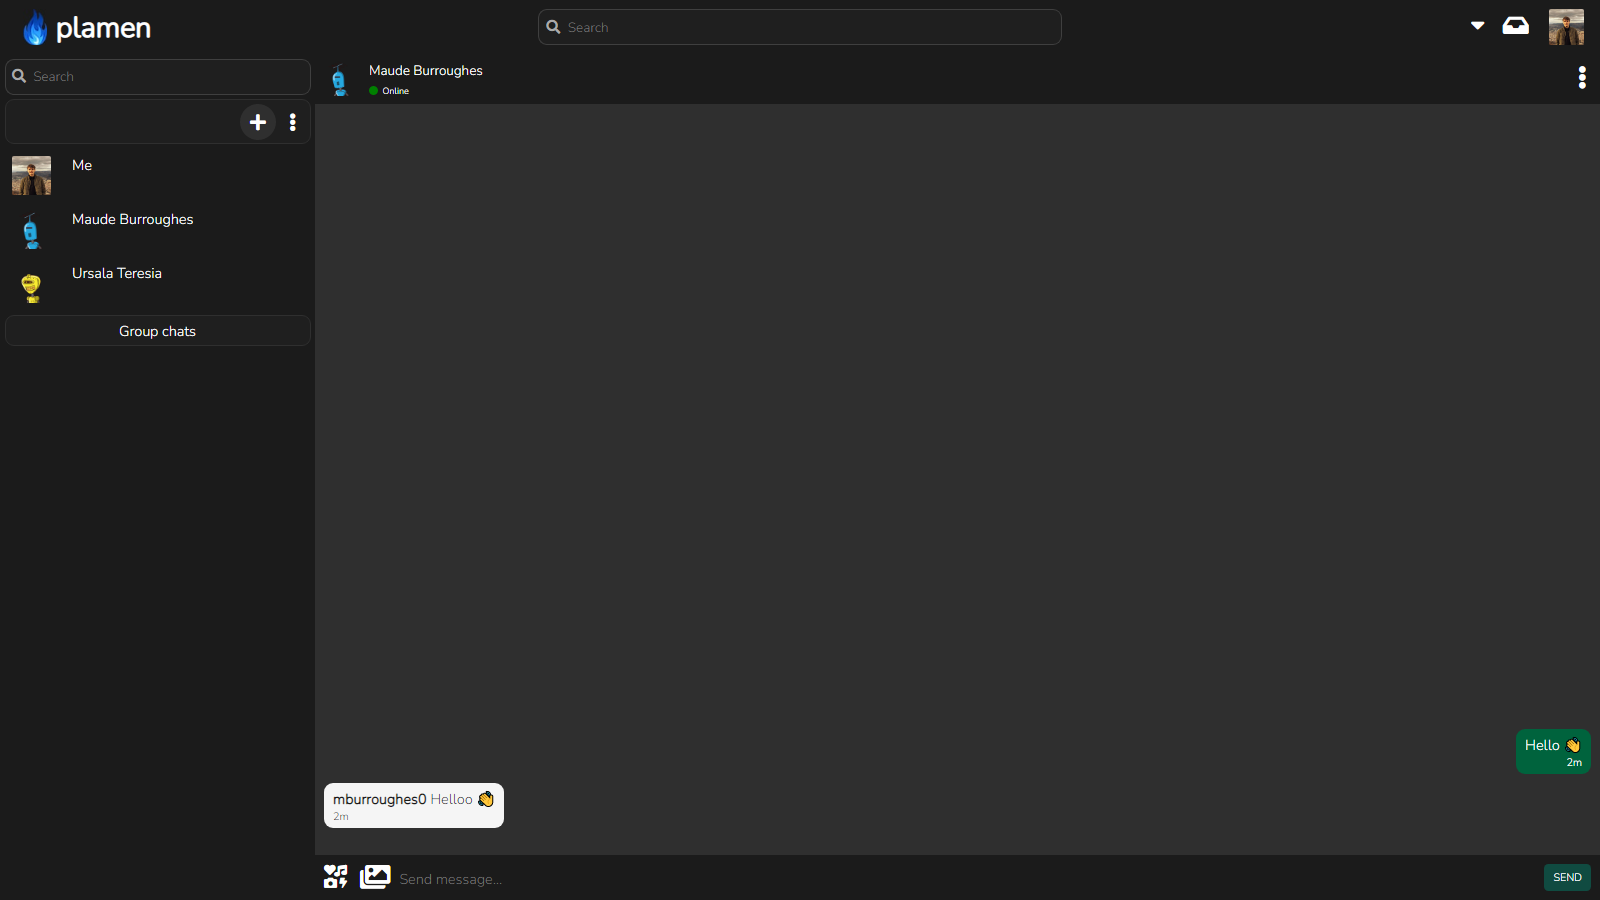 plamen
Search
Search
Me
Maude Burroughes
Ursala Teresia
Group chats
Maude Burroughes
Online
Hello 👏
2m
mburroughes0 Helloo 👏
2m
Send message...
SEND